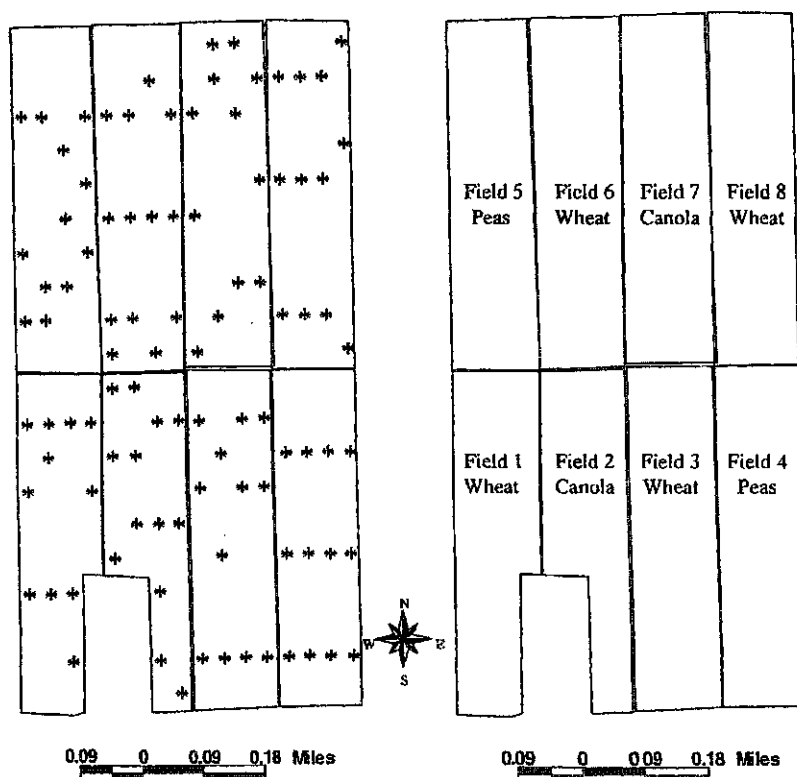 Field 5
Peas
Field 6
Wheat
Field 7
Canola
Field 8
Wheat
Field 1
Wheat
Field 2
Canola
Field 3
Wheat
Field 4
Peas
N
W
E
S
0.09 0 0.09 0.18 Miles
0.09 0 0.09 0.18 Miles